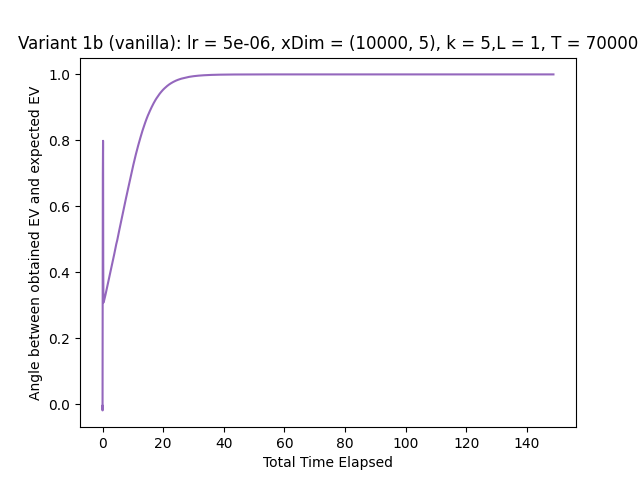 Variant 1b (vanilla): lr = 5e-06, xDim = (10000, 5), k = 5,L = 1, T = 70000
Angle between obtained EV and expected EV
1.0
0.8
0.6
0.4
0.2
0.0
0 20 40 60 80 100 120 140
Total Time Elapsed